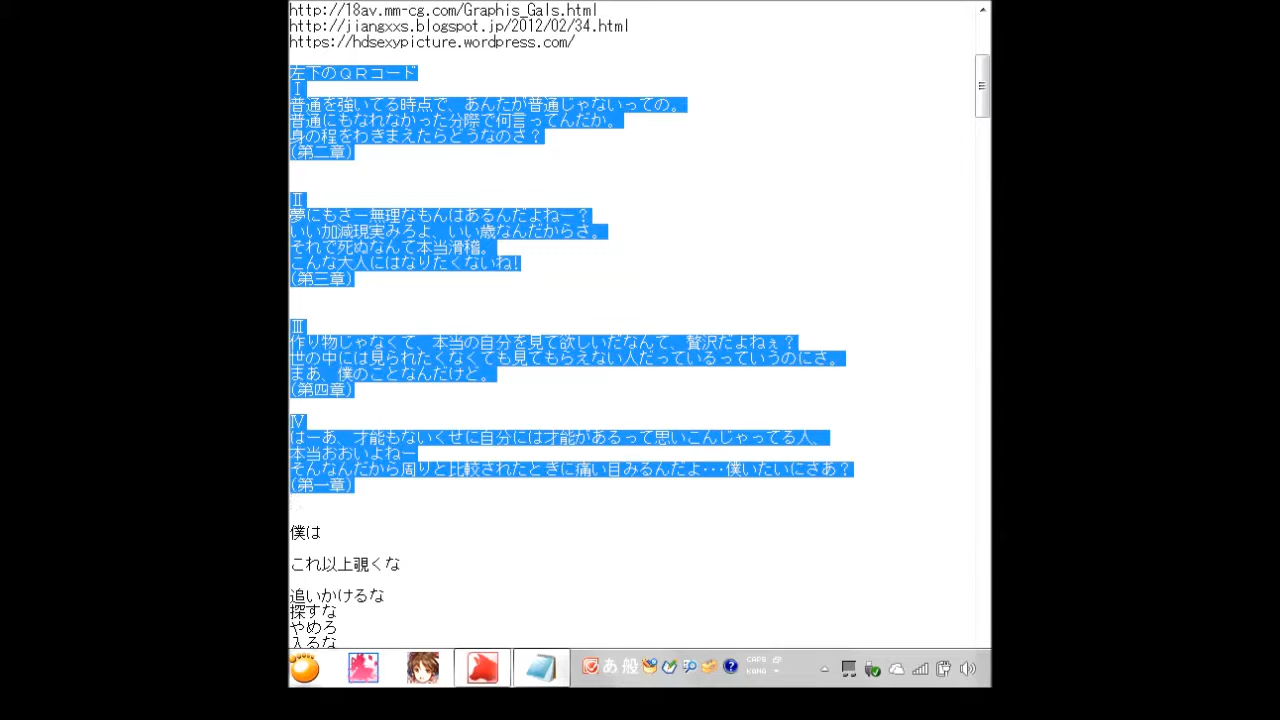 http://18av.mm-cg.com/Graphis_Gals.html
http://jiangxxs.blogspot.jp/2012/02/34.html
https://hdsexypicture.wordpress.com/
左下のＱＲコード
Ⅰ
普通を強いてる時点で、あんたが普通じゃないっての。
普通にもなれなかった分際で何言ってんだか。
身の程をわきまえたらどうなのさ？
(第二章)
Ⅱ
夢にもさー無理なもんはあるんだよねー？
いい加減現実みろよ、いい歳なんだからさ。
それで死ぬなんて本当滑稽。
こんな大人にはなりたくないね!
(第三章)
Ⅲ
作り物じゃなくて、本当の自分を見て欲しいだなんて、贅沢だよねぇ？
世の中には見られたくなくても見てもらえない人だっているっていうのにさ。
まあ、僕のことなんだけど。
(第四章)
Ⅳ
はーあ、才能もないくせに自分には才能があるって思いこんじゃってる人、
本当おおいよねー
そんなんだから周りと比較されたときに痛い目みるんだよ･･･僕いたいにさあ？
(第一章)
僕は
これ以上覗くな
追いかけるな
探すな
やめろ
入るな
あ 般
CAPS
KANA